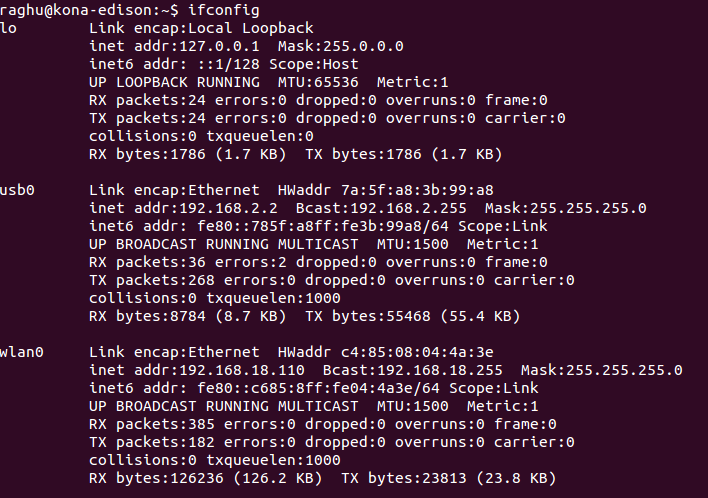 raghu@kona-edison:~$ ifconfig
lo        Link encap:Local Loopback
          inet addr:127.0.0.1  Mask:255.0.0.0
          inet6 addr: ::1/128 Scope:Host
          UP LOOPBACK RUNNING  MTU:65536  Metric:1
          RX packets:24 errors:0 dropped:0 overruns:0 frame:0
          TX packets:24 errors:0 dropped:0 overruns:0 carrier:0
          collisions:0 txqueuelen:0
          RX bytes:1786 (1.7 KB)  TX bytes:1786 (1.7 KB)
usb0      Link encap:Ethernet  HWaddr 7a:5f:a8:3b:99:a8
          inet addr:192.168.2.2  Bcast:192.168.2.255  Mask:255.255.255.0
          inet6 addr: fe80::785f:a8ff:fe3b:99a8/64 Scope:Link
          UP BROADCAST RUNNING MULTICAST  MTU:1500  Metric:1
          RX packets:36 errors:2 dropped:0 overruns:0 frame:0
          TX packets:268 errors:0 dropped:0 overruns:0 carrier:0
          collisions:0 txqueuelen:1000
          RX bytes:8784 (8.7 KB)  TX bytes:55468 (55.4 KB)
wlan0     Link encap:Ethernet  HWaddr c4:85:08:04:4a:3e
          inet addr:192.168.18.110  Bcast:192.168.18.255  Mask:255.255.255.0
          inet6 addr: fe80::c685:8ff:fe04:4a3e/64 Scope:Link
          UP BROADCAST RUNNING MULTICAST  MTU:1500  Metric:1
          RX packets:385 errors:0 dropped:0 overruns:0 frame:0
          TX packets:182 errors:0 dropped:0 overruns:0 carrier:0
          collisions:0 txqueuelen:1000
          RX bytes:126236 (126.2 KB)  TX bytes:23813 (23.8 KB)